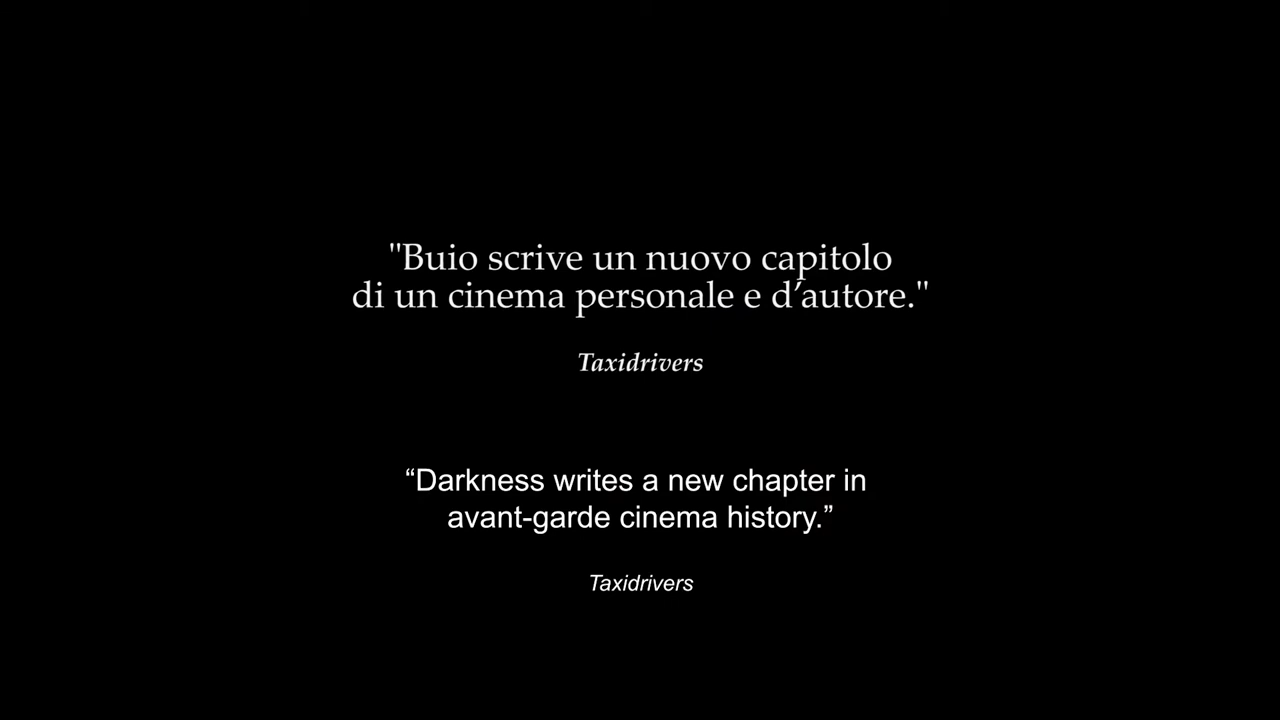 "Buio scrive un nuovo capitolo
di un cinema personale e d’autore."
Taxidrivers
“Darkness writes a new chapter in
avant-garde cinema history.”
Taxidrivers